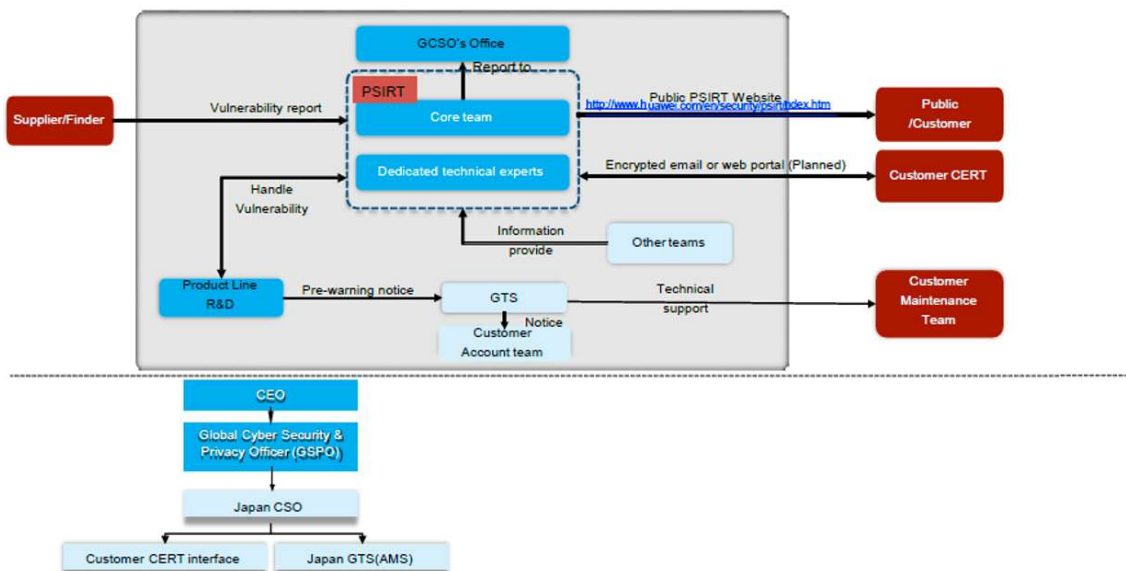 GCSO's Office
Report to
PSIRT
Core team
Supplier/Finder
Vulnerability report
Public PSIRT Website
http://www.huawei.com/en/security/psirt/index.htm
Public
/Customer
Dedicated technical experts
Encrypted email or web portal (Planned)
Customer CERT
Handle
Vulnerability
Information
provide
Other teams
Product Line
R&D
Pre-warning notice
GTS
Technical
support
Customer
Maintenance
Team
Notice
Customer
Account team
CEO
Global Cyber Security &
Privacy Officer (GSPO)
Japan CSO
Customer CERT interface
Japan GTS(AMS)